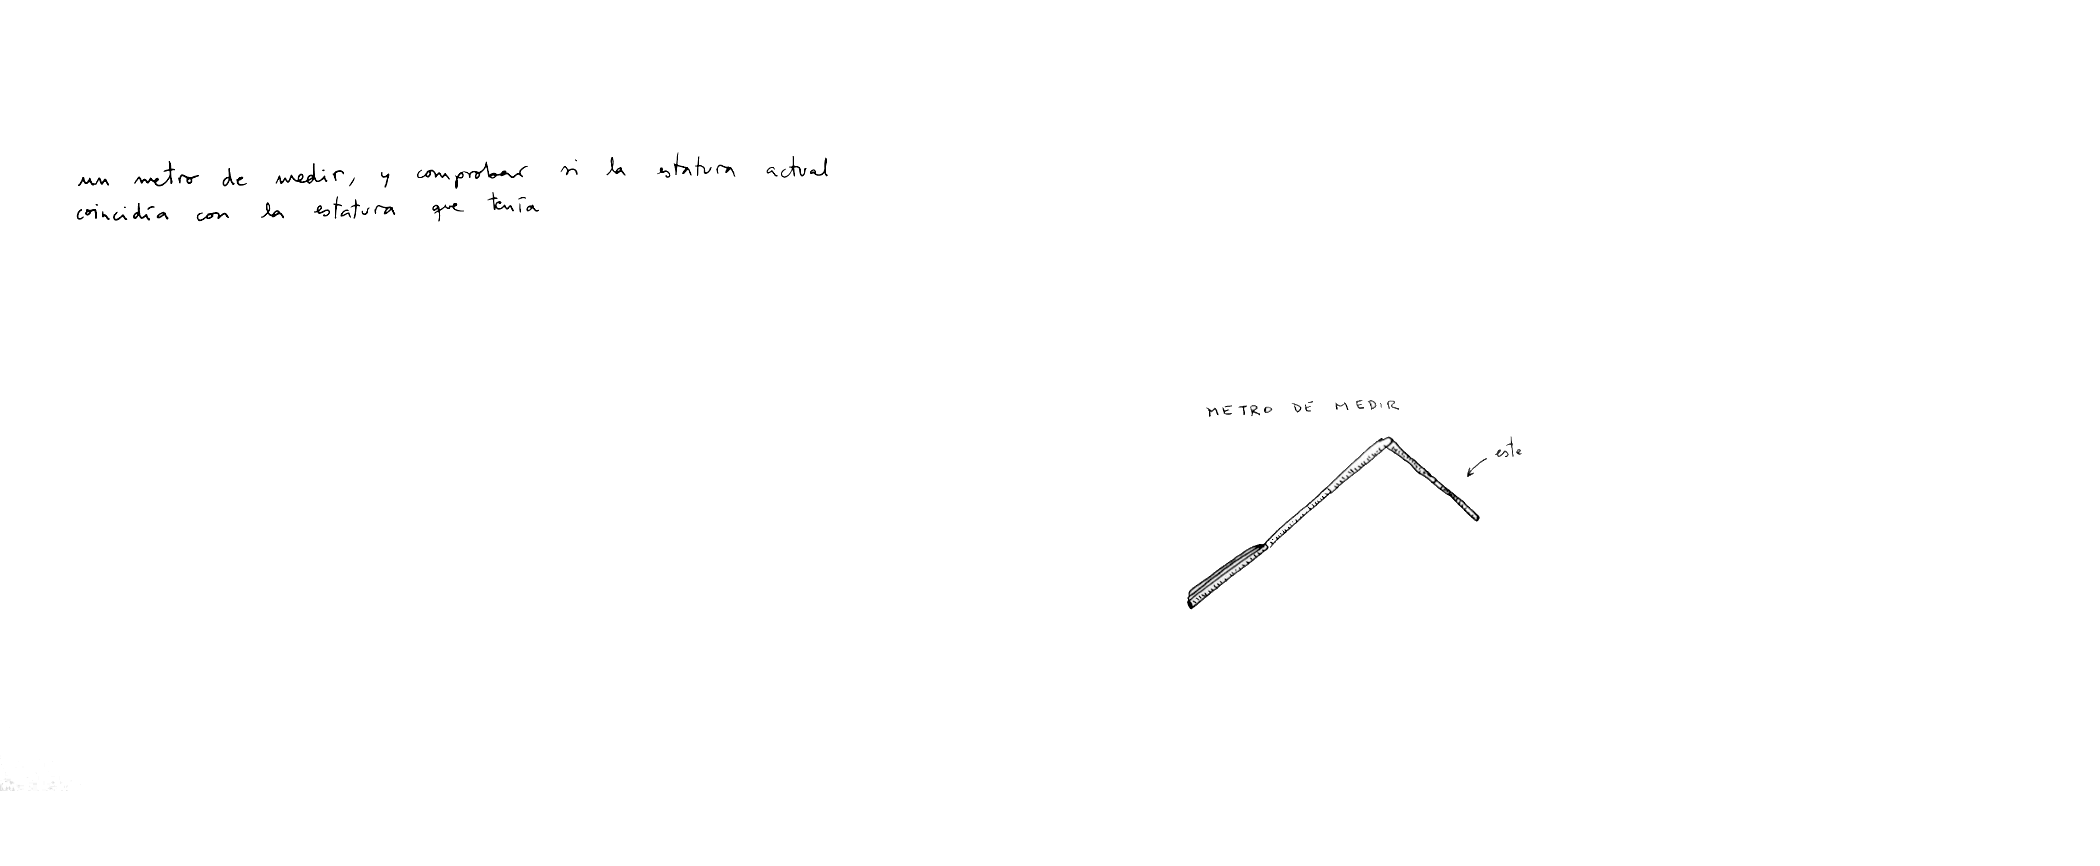 un metro de medir, y comprobar si la estatura actual
coincidía con la estatura que tenía
METRO DE MEDIR
este